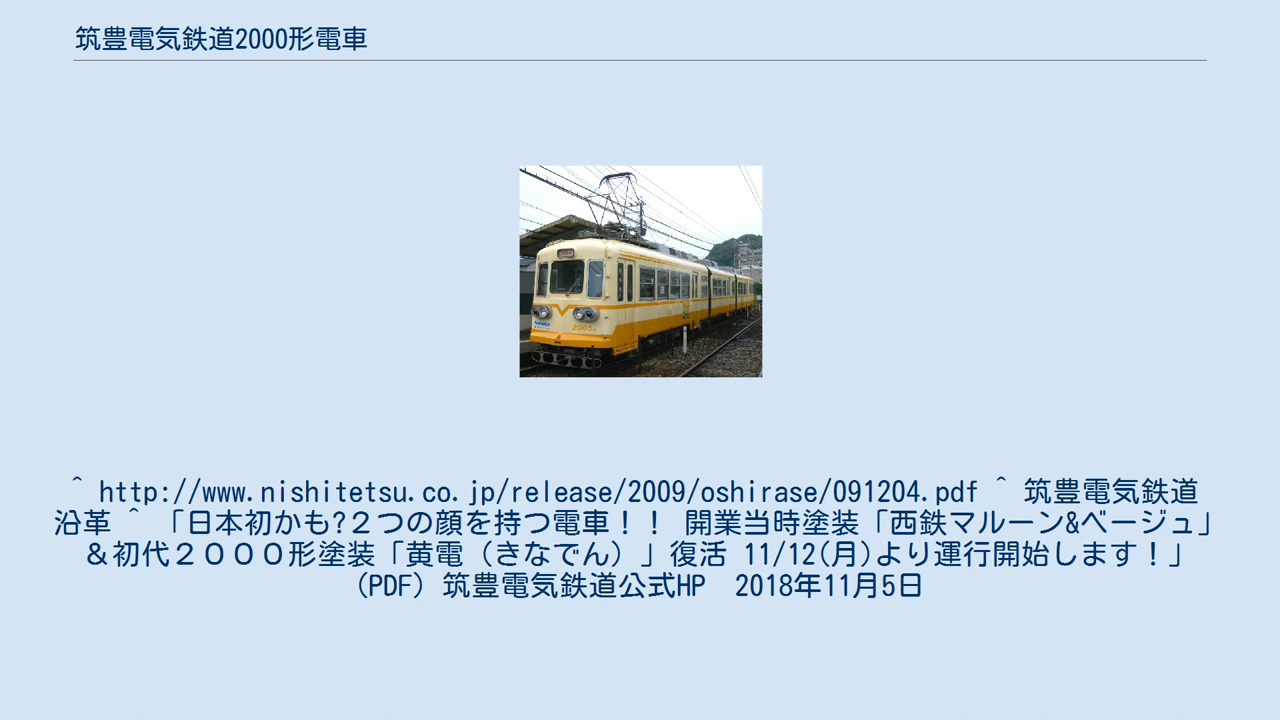 筑豊電気鉄道2000形電車
^ http://www.nishitetsu.co.jp/release/2009/oshirase/091204.pdf ^ 筑豊電気鉄道
沿革 ^ 「日本初かも?２つの顔を持つ電車！！ 開業当時塗装「西鉄マルーン&ベージュ」
＆初代２０００形塗装「黄電（きなでん）」復活 11/12(月)より運行開始します！」
(PDF) 筑豊電気鉄道公式HP　2018年11月5日